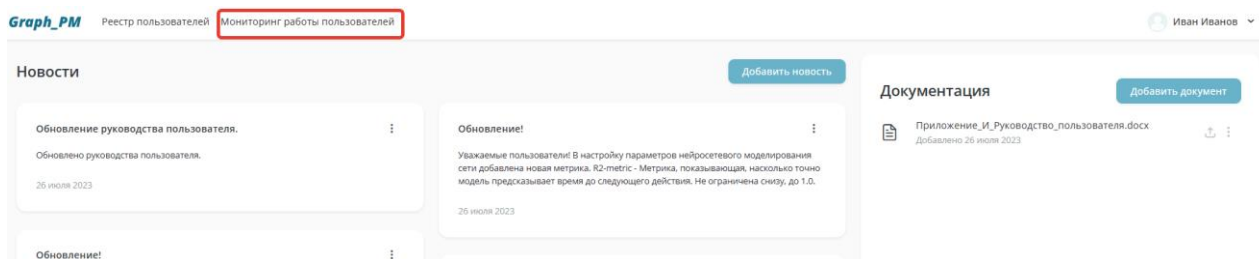 Graph_PM Реестр пользователей Мониторинг работы пользователей Иван Иванов
Новости Добавить новость
Обновление руководства пользователя.
Обновлено руководства пользователя.
26 июля 2023
Обновление!
Уважаемые пользователи! В настройку параметров нейросетевого моделирования
сети добавлена новая метрика. R2-metric - Метрика, показывающая, насколько точно
модель предсказывает время до следующего действия. Не ограничена снизу, до 1.0.
26 июля 2023
Обновление!
Документация Добавить документ
Приложение_И_Руководство_пользователя.docx
Добавлено 26 июля 2023